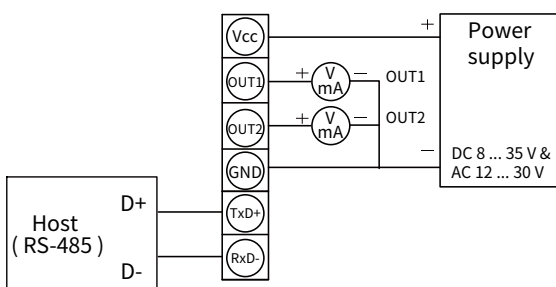 Vcc
+
Power
supply
OUT1
+
V
mA
−
OUT1
OUT2
+
V
mA
−
OUT2
GND
−
DC 8 ... 35 V &
AC 12 ... 30 V
Host
( RS-485 )
D+
TxD+
D-
RxD-